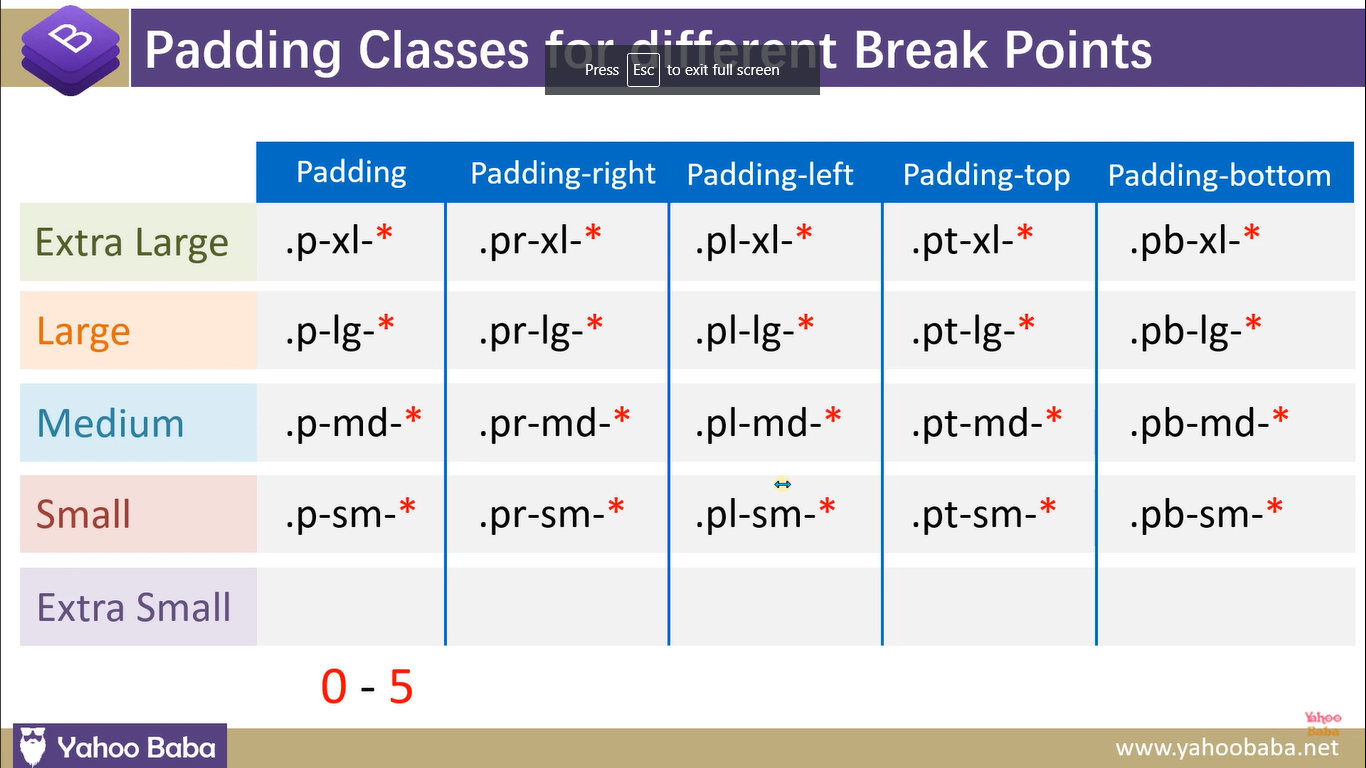 B
Padding Classes for different Break Points
Press Esc to exit full screen
Padding Padding-right Padding-left Padding-top Padding-bottom
Extra Large .p-xl-* .pr-xl-* .pl-xl-* .pt-xl-* .pb-xl-*
Large .p-lg-* .pr-lg-* .pl-lg-* .pt-lg-* .pb-lg-*
Medium .p-md-* .pr-md-* .pl-md-* .pt-md-* .pb-md-*
Small .p-sm-* .pr-sm-* .pl-sm-* .pt-sm-* .pb-sm-*
Extra Small
0 - 5
Yahoo
Baba
Yahoo Baba
www.yahoobaba.net